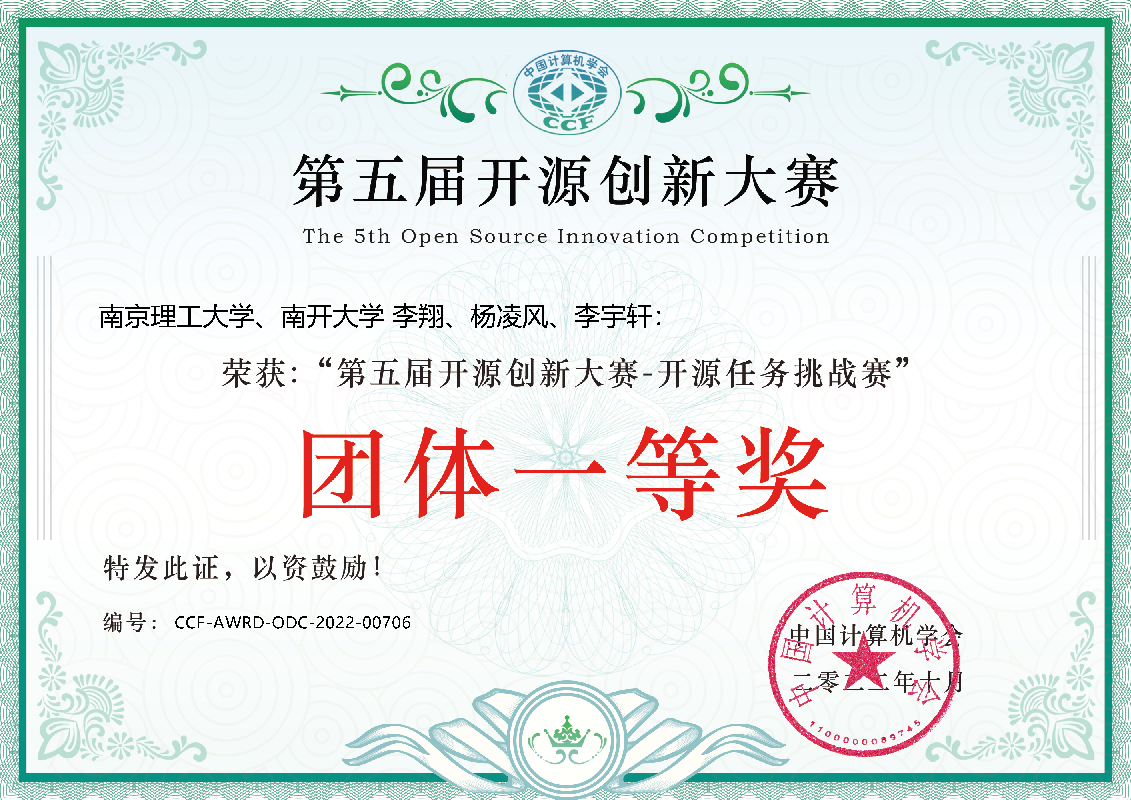 中国计算机学会
CCF
第五届开源创新大赛
The 5th Open Source Innovation Competition
南京理工大学、南开大学 李翔、杨凌风、李宇轩：
荣获：“第五届开源创新大赛-开源任务挑战赛”
团体一等奖
特发此证，以资鼓励！
编号： CCF-AWRD-ODC-2022-00706
中国计算机学会
二零二二年十月
中国计算机学会
1100000089745